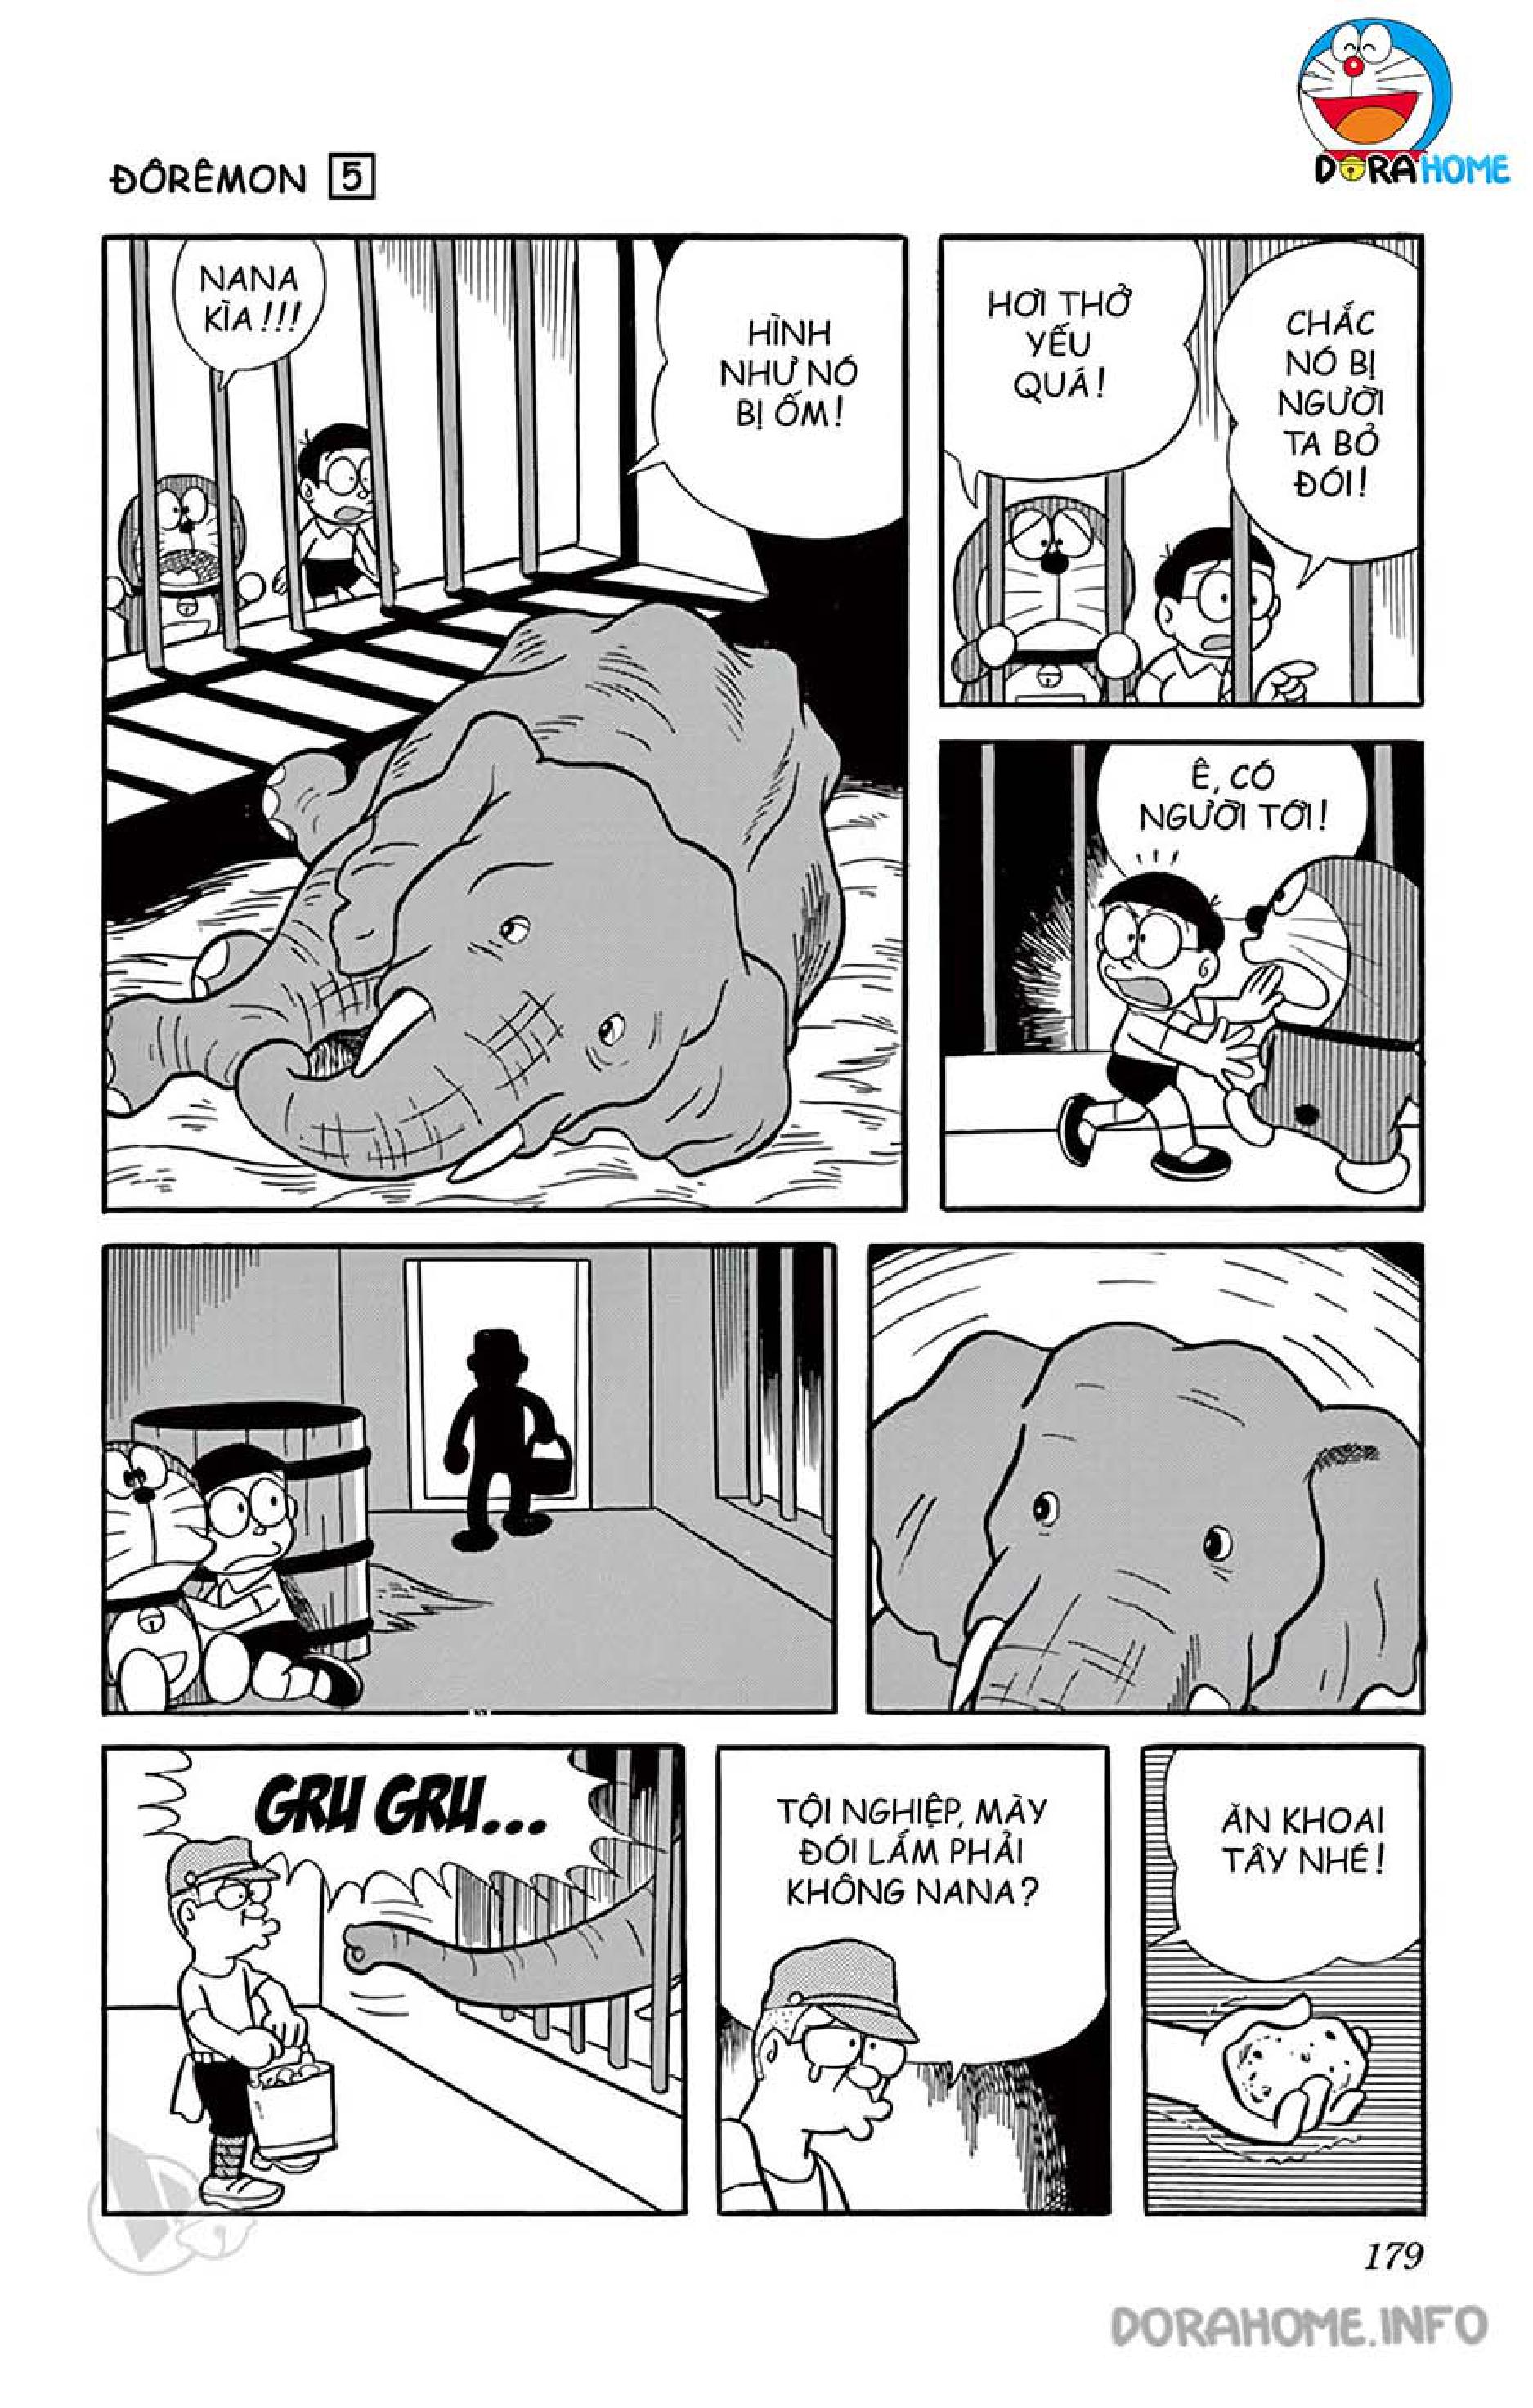 DORAHOME
ĐÔRÊMON 5
NANA
KÌA!!!
HÌNH
NHƯ NÓ
BỊ ỐM!
HƠI THỞ
YẾU
QUÁ!
CHẮC
NÓ BỊ
NGƯỜI
TA BỎ
ĐÓI!
Ê, CÓ
NGƯỜI TỚI!
GRU GRU...
TỘI NGHIỆP, MÀY
ĐÓI LẮM PHẢI
KHÔNG NANA?
ĂN KHOAI
TÂY NHÉ!
179
DORAHOME.INFO